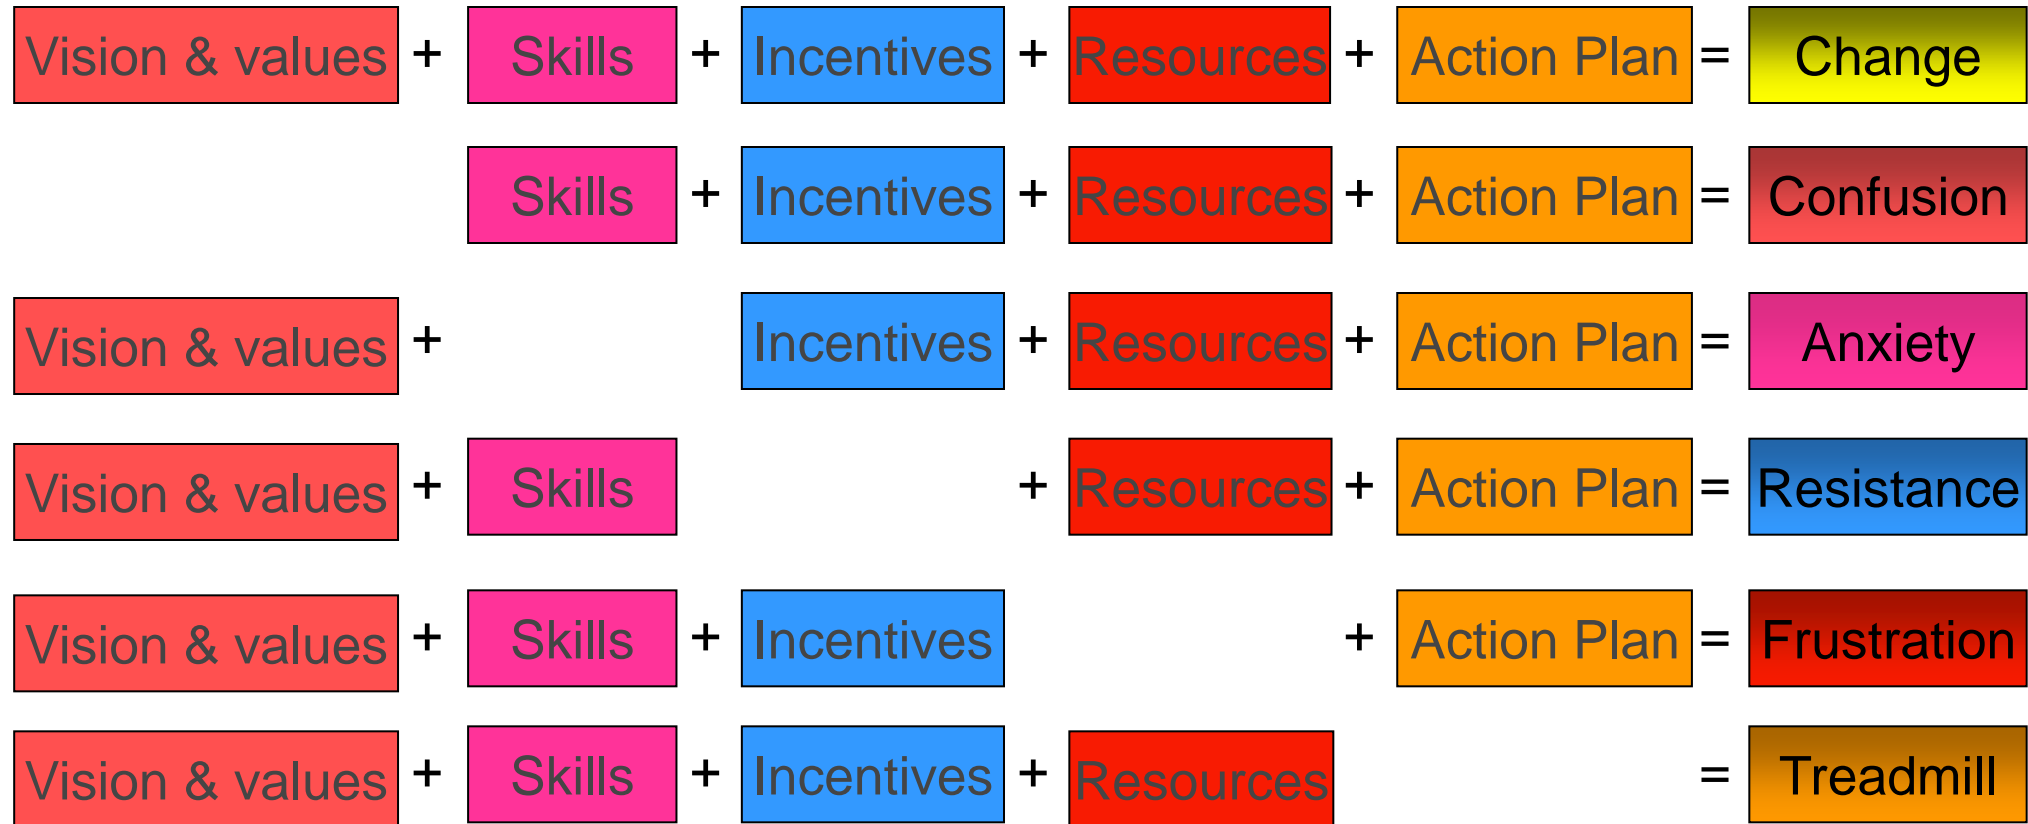 Vision & values + Skills + Incentives + Resources + Action Plan = Change
Skills + Incentives + Resources + Action Plan = Confusion
Vision & values + Incentives + Resources + Action Plan = Anxiety
Vision & values + Skills + Resources + Action Plan = Resistance
Vision & values + Skills + Incentives + Action Plan = Frustration
Vision & values + Skills + Incentives + Resources = Treadmill